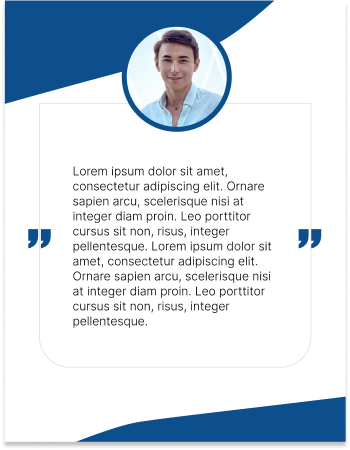 Lorem ipsum dolor sit amet,
consectetur adipiscing elit. Ornare
sapien arcu, scelerisque nisi at
integer diam proin. Leo porttitor
cursus sit non, risus, integer
pellentesque. Lorem ipsum dolor sit
amet, consectetur adipiscing elit.
Ornare sapien arcu, scelerisque nisi
at integer diam proin. Leo porttitor
cursus sit non, risus, integer
pellentesque.